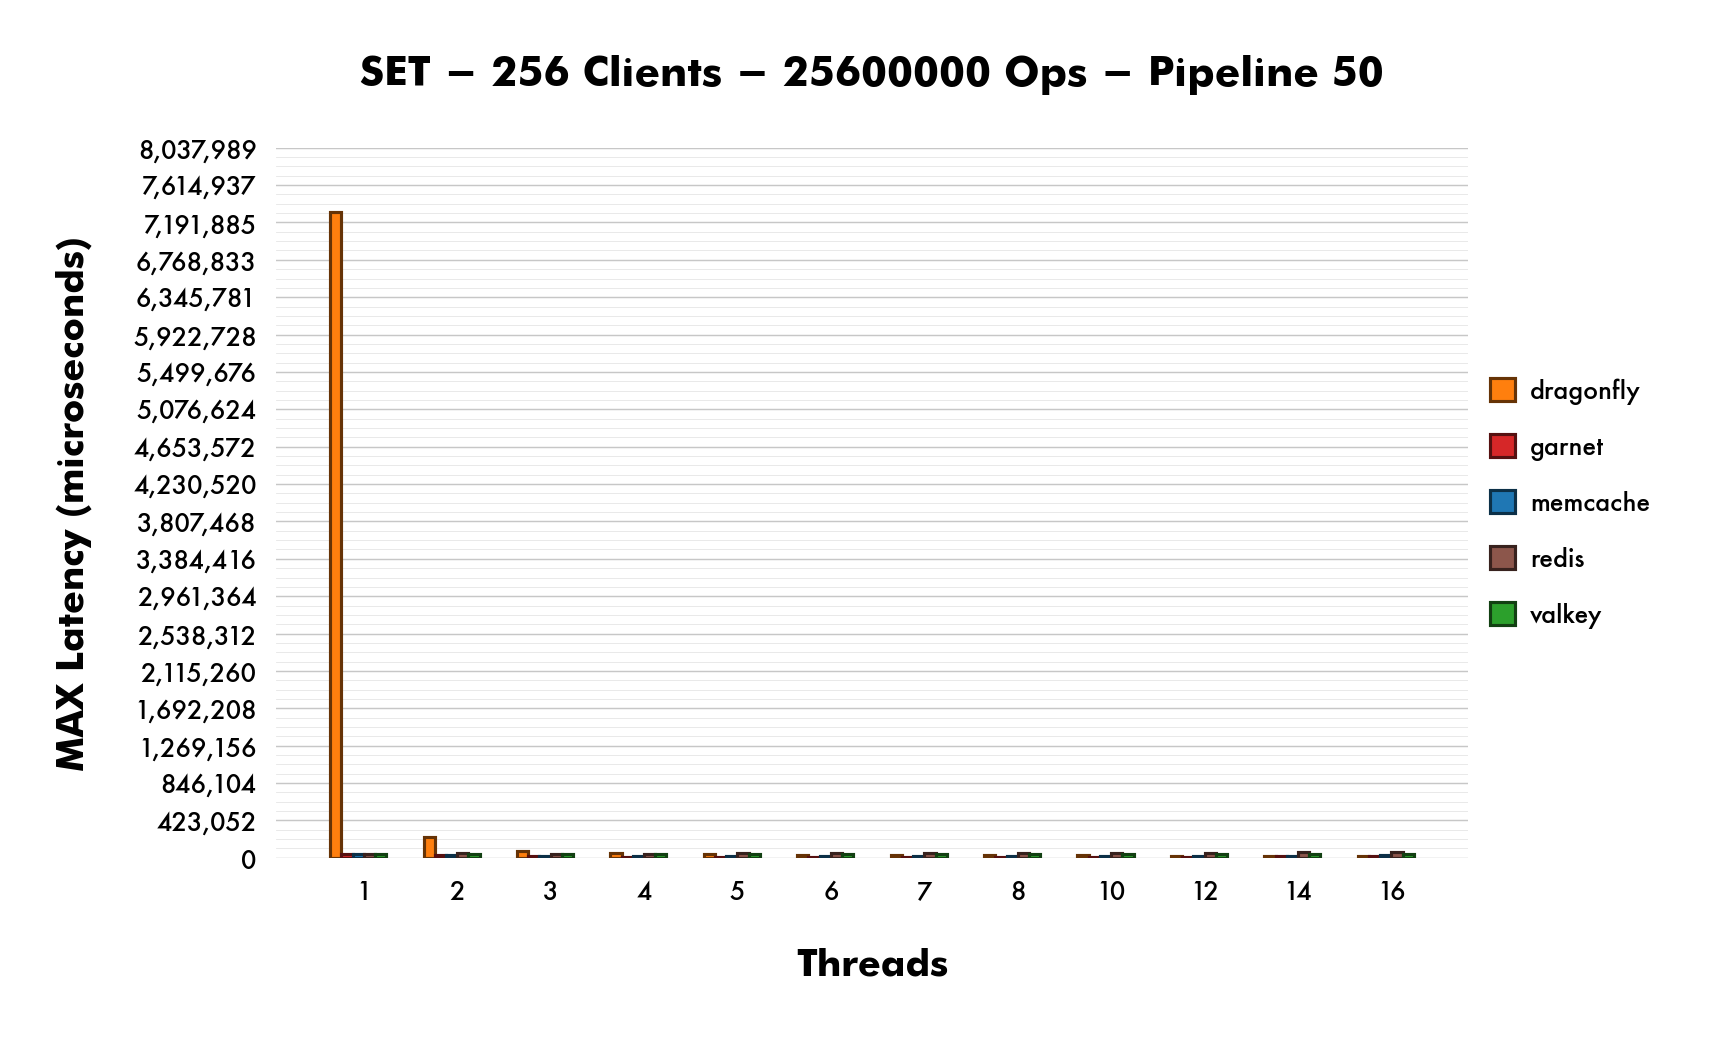 SET – 256 Clients – 25600000 Ops – Pipeline 50
MAX Latency (microseconds)
8,037,989
7,614,937
7,191,885
6,768,833
6,345,781
5,922,728
5,499,676
5,076,624
4,653,572
4,230,520
3,807,468
3,384,416
2,961,364
2,538,312
2,115,260
1,692,208
1,269,156
846,104
423,052
0
1 2 3 4 5 6 7 8 10 12 14 16
Threads
dragonfly
garnet
memcache
redis
valkey